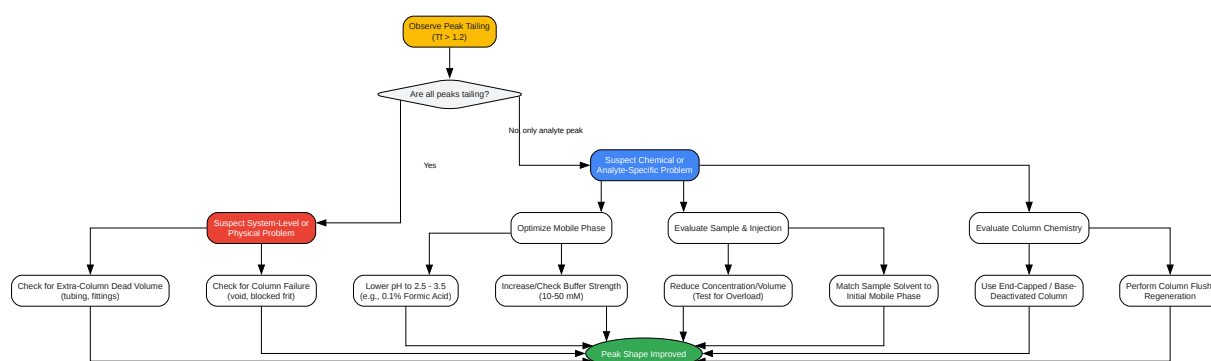 Observe Peak Tailing
(Tf > 1.2)
Are all peaks tailing?
No, only analyte peak
Yes
Suspect Chemical or
Analyte-Specific Problem
Suspect System-Level or
Physical Problem
Optimize Mobile Phase
Evaluate Sample & Injection
Evaluate Column Chemistry
Check for Extra-Column Dead Volume
(tubing, fittings)
Check for Column Failure
(void, blocked frit)
Lower pH to 2.5 - 3.5
(e.g., 0.1% Formic Acid)
Increase/Check Buffer Strength
(10-50 mM)
Reduce Concentration/Volume
(Test for Overload)
Match Sample Solvent to
Initial Mobile Phase
Use End-Capped / Base-
Deactivated Column
Perform Column Flush
Regeneration
Peak Shape Improved